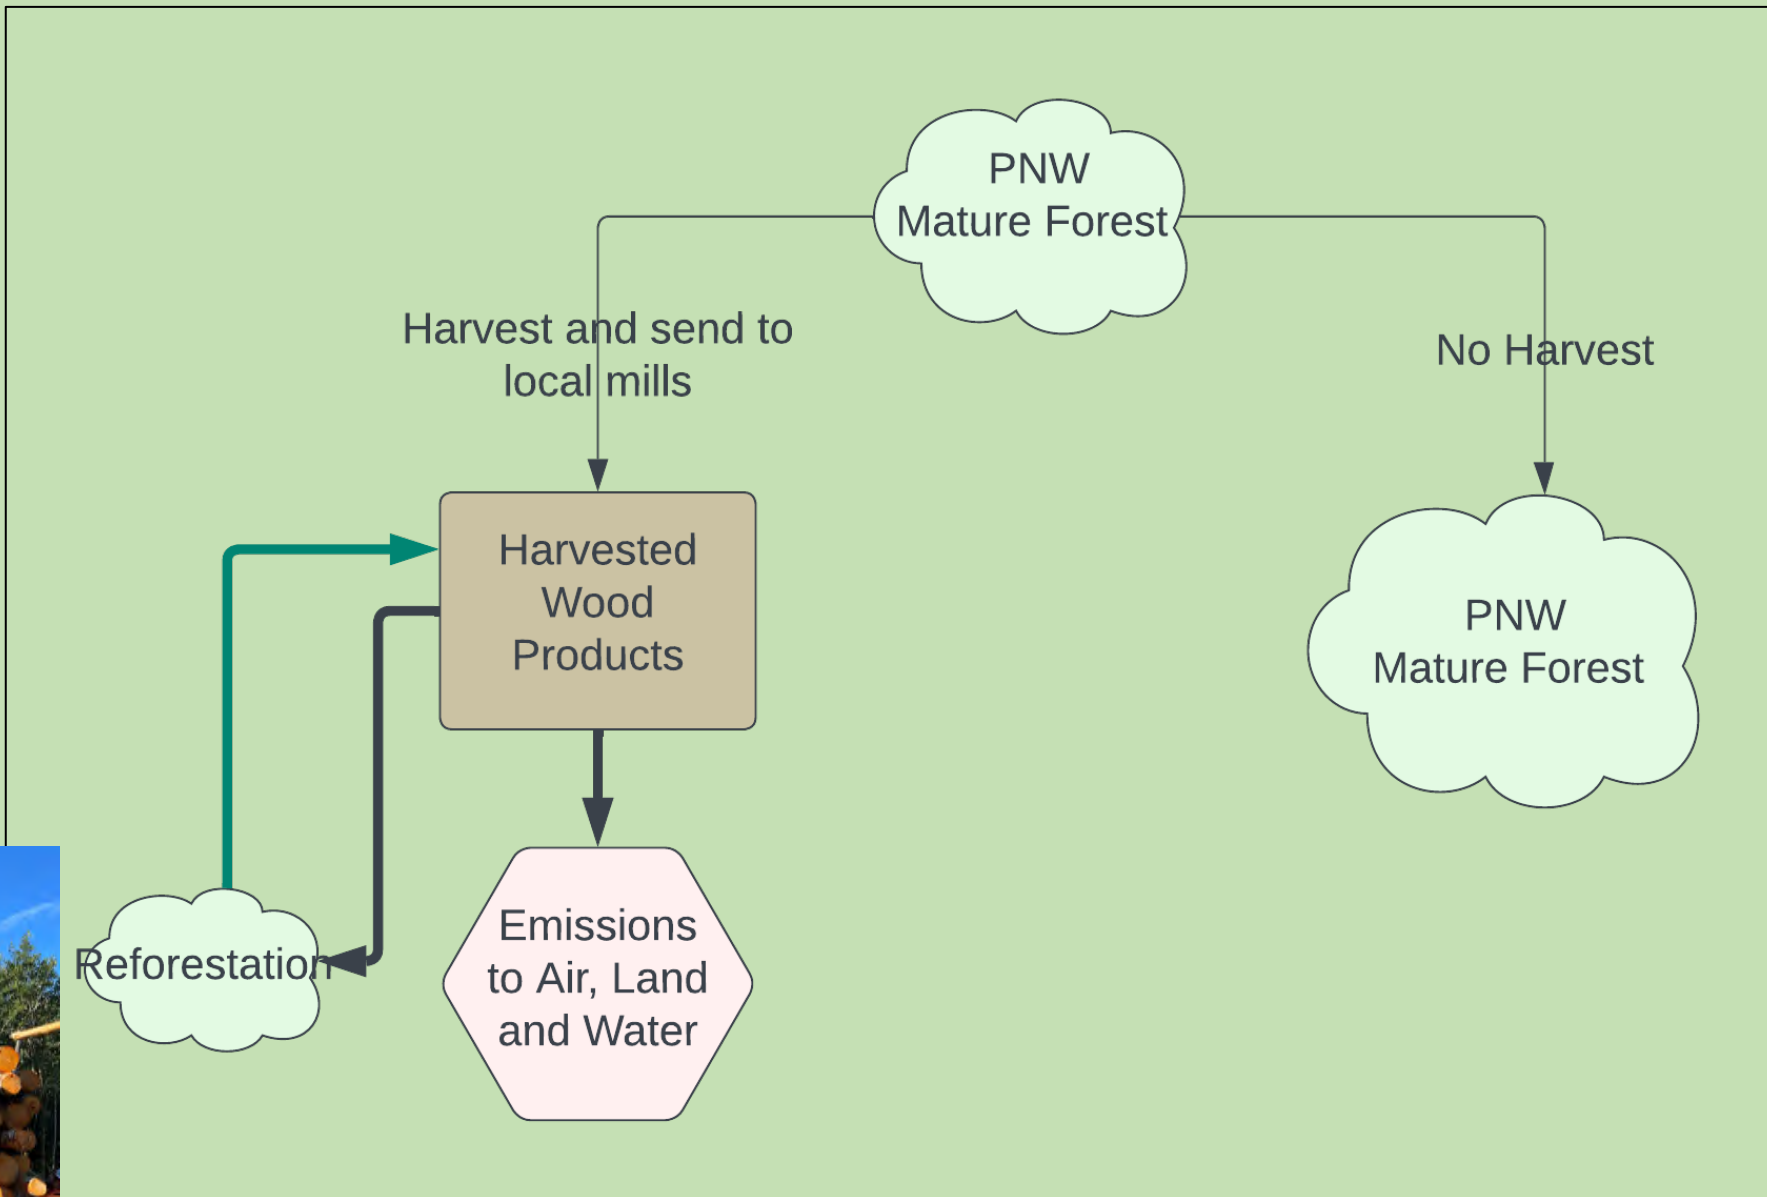 PNW
Mature Forest
Harvest and send to
local mills
No Harvest
Harvested
Wood
Products
PNW
Mature Forest
Reforestation
Emissions
to Air, Land
and Water